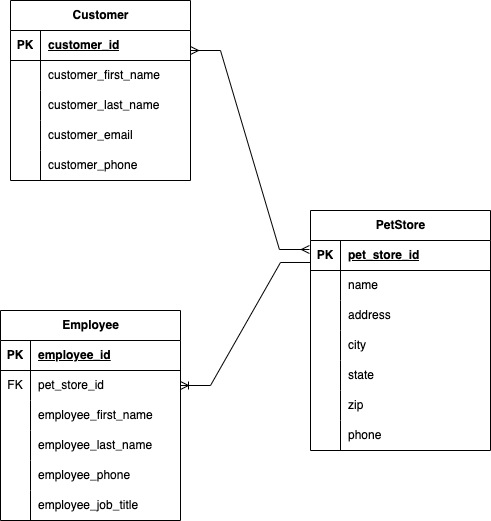 Customer
PK customer_id
customer_first_name
customer_last_name
customer_email
customer_phone
PetStore
PK pet_store_id
name
address
city
state
zip
phone
Employee
PK employee_id
FK pet_store_id
employee_first_name
employee_last_name
employee_phone
employee_job_title